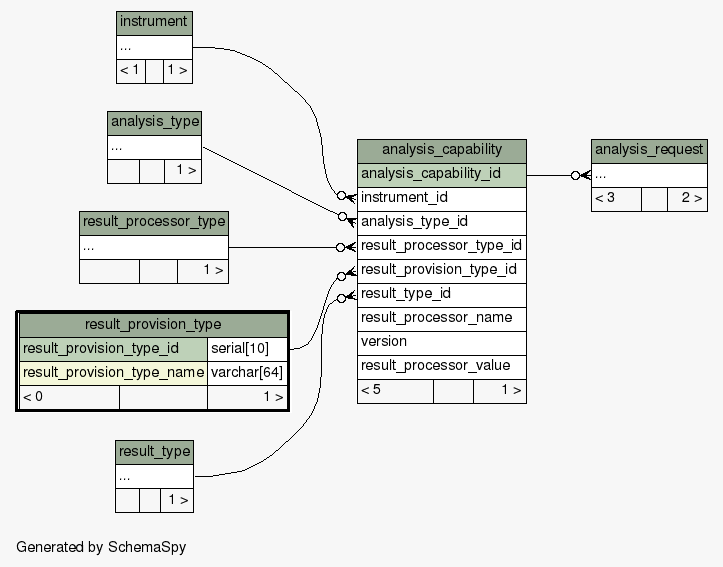 instrument
...
< 1 1 >
analysis_type
...
1 >
result_processor_type
...
1 >
result_provision_type
result_provision_type_id serial[10]
result_provision_type_name varchar[64]
< 0 1 >
result_type
...
1 >
analysis_capability
analysis_capability_id
instrument_id
analysis_type_id
result_processor_type_id
result_provision_type_id
result_type_id
result_processor_name
version
result_processor_value
< 5 1 >
analysis_request
...
< 3 2 >
Generated by SchemaSpy